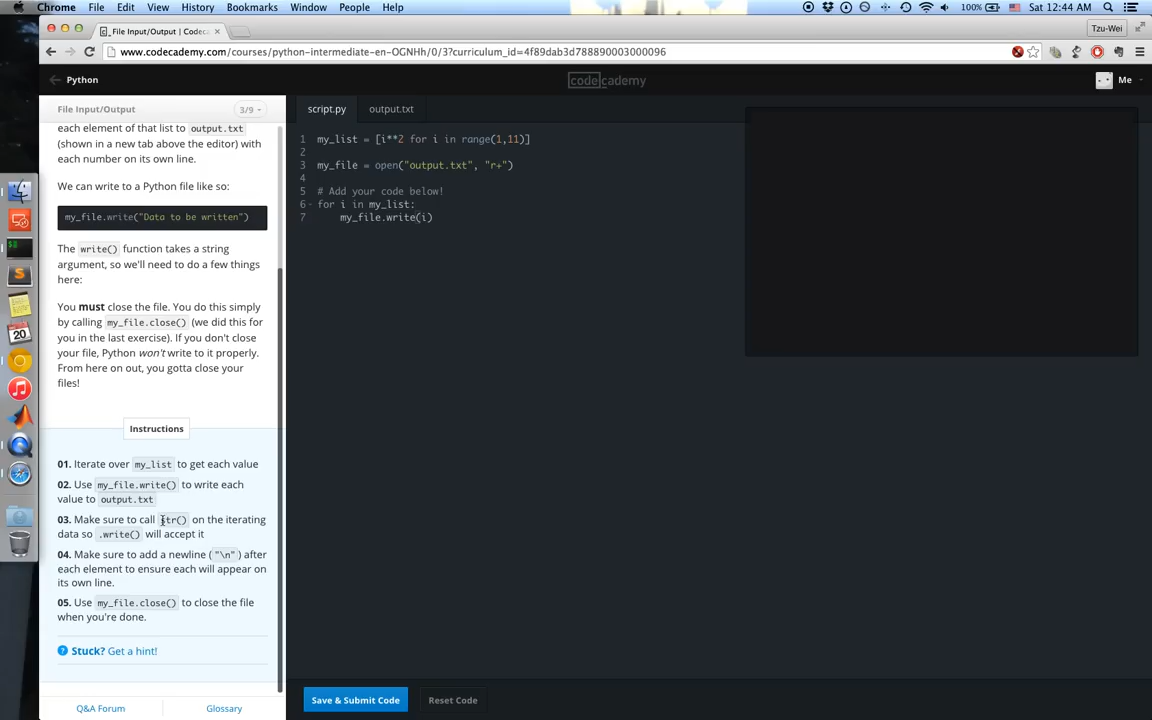 Chrome File Edit View History Bookmarks Window People Help
100% Sat 12:44 AM
_File Input/Output | Codec
Tzu-Wei
www.codecademy.com/courses/python-intermediate-en-OGNHh/0/3?curriculum_id=4f89dab3d788890003000096
Python
codecademy
Me
File Input/Output 3/9
script.py output.txt
each element of that list to output.txt
(shown in a new tab above the editor) with
each number on its own line.
We can write to a Python file like so:
my_file.write("Data to be written")
The write() function takes a string
argument, so we'll need to do a few things
here:
You must close the file. You do this simply
by calling my_file.close() (we did this for
you in the last exercise). If you don't close
your file, Python won't write to it properly.
From here on out, you gotta close your
files!
Instructions
01. Iterate over my_list to get each value
02. Use my_file.write() to write each
value to output.txt
03. Make sure to call str() on the iterating
data so .write() will accept it
04. Make sure to add a newline ("\n") after
each element to ensure each will appear on
its own line.
05. Use my_file.close() to close the file
when you're done.
? Stuck? Get a hint!
Q&A Forum Glossary
1 my_list = [i**2 for i in range(1,11)]
2
3 my_file = open("output.txt", "r+")
4
5 # Add your code below!
6 for i in my_list:
7 my_file.write(i)
Save & Submit Code Reset Code
20